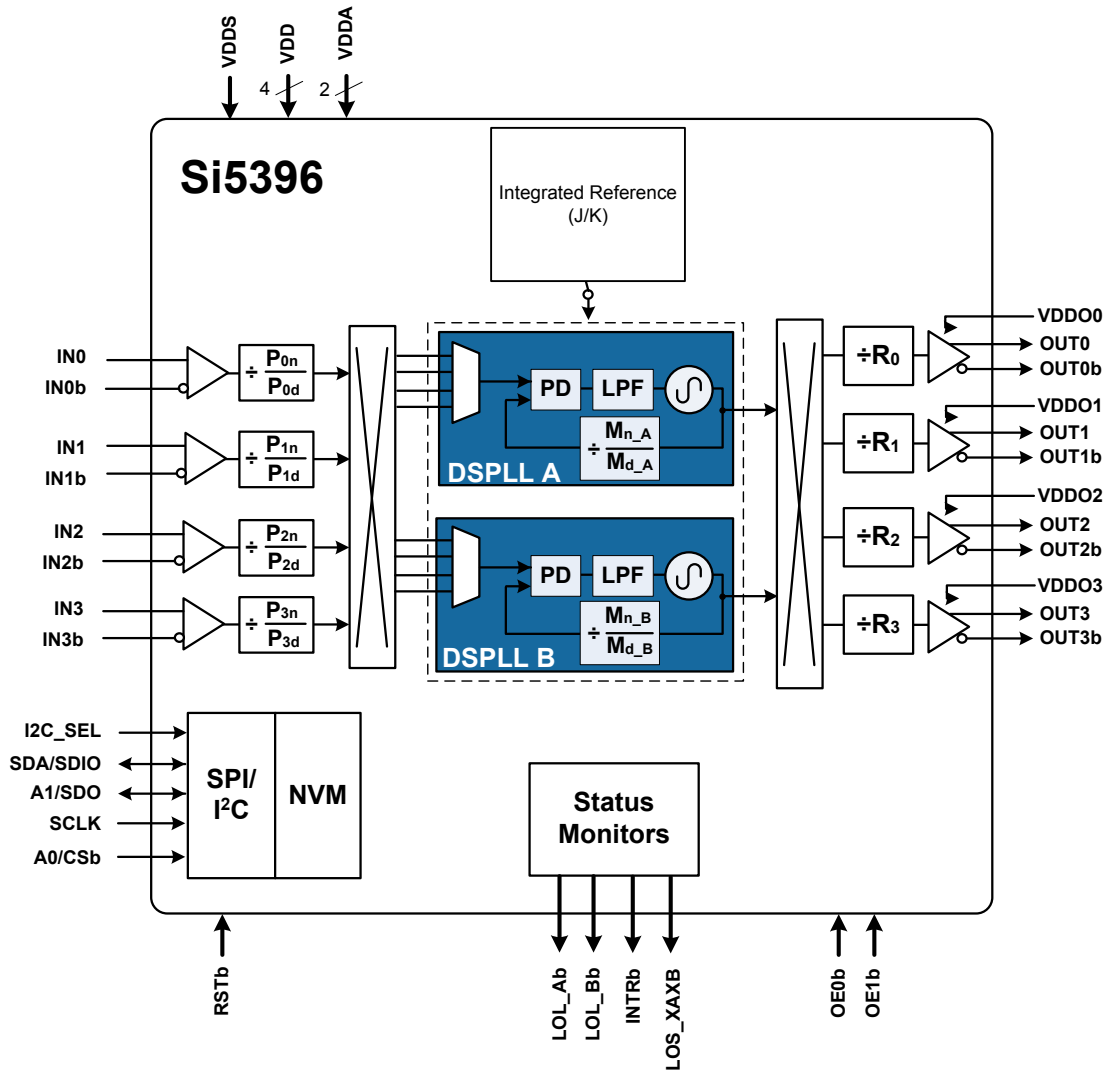 VDDS
VDD
VDDA
4
2
Si5396
Integrated Reference
(J/K)
IN0
IN0b
÷ P0n
P0d
IN1
IN1b
÷ P1n
P1d
IN2
IN2b
÷ P2n
P2d
IN3
IN3b
÷ P3n
P3d
PD
LPF
÷ Mn_A
Md_A
DSPLL A
PD
LPF
÷ Mn_B
Md_B
DSPLL B
÷R0
VDDO0
OUT0
OUT0b
÷R1
VDDO1
OUT1
OUT1b
÷R2
VDDO2
OUT2
OUT2b
÷R3
VDDO3
OUT3
OUT3b
I2C_SEL
SDA/SDIO
A1/SDO
SCLK
A0/CSb
SPI/
I²C
NVM
Status
Monitors
RSTb
LOL_Ab
LOL_Bb
INTRb
LOS_XAXB
OE0b
OE1b